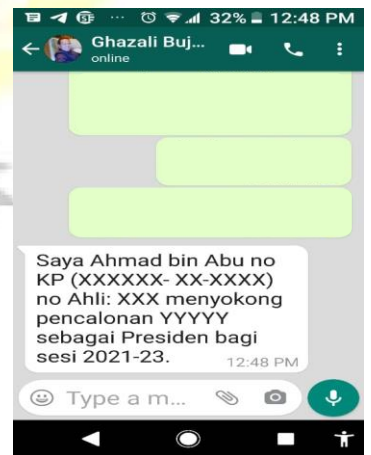 32% 12:48 PM
Ghazali Buj...
online
Saya Ahmad bin Abu no
KP (XXXXXX- XX-XXXX)
no Ahli: XXX menyokong
pencalonan YYYYY
sebagai Presiden bagi
sesi 2021-23.
12:48 PM
Type a m...